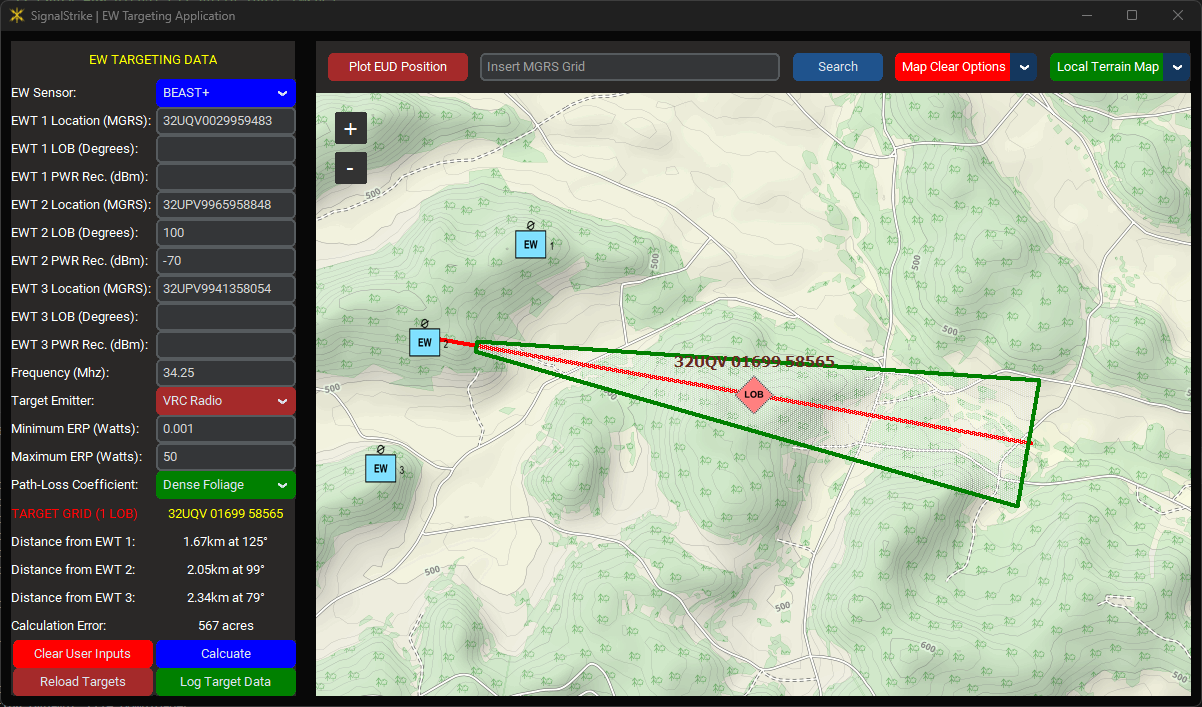 SignalStrike | EW Targeting Application
EW TARGETING DATA
EW Sensor: BEAST+
EWT 1 Location (MGRS): 32UQV0029959483
EWT 1 LOB (Degrees):
EWT 1 PWR Rec. (dBm):
EWT 2 Location (MGRS): 32UPV9965958848
EWT 2 LOB (Degrees): 100
EWT 2 PWR Rec. (dBm): -70
EWT 3 Location (MGRS): 32UPV9941358054
EWT 3 LOB (Degrees):
EWT 3 PWR Rec. (dBm):
Frequency (Mhz): 34.25
Target Emitter: VRC Radio
Minimum ERP (Watts): 0.001
Maximum ERP (Watts): 50
Path-Loss Coefficient: Dense Foliage
TARGET GRID (1 LOB) 32UQV 01699 58565
Distance from EWT 1: 1.67km at 125°
Distance from EWT 2: 2.05km at 99°
Distance from EWT 3: 2.34km at 79°
Calculation Error: 567 acres
Clear User Inputs Calcuate
Reload Targets Log Target Data
Plot EUD Position Insert MGRS Grid Search Map Clear Options Local Terrain Map
+
-
500
EW 1
500
500
500
EW 2
32UQV 01699 58565
500
LOB
EW 3
500
500
600
500